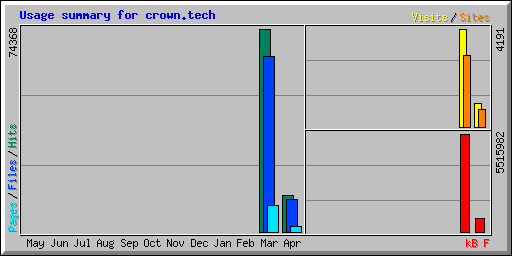 Usage summary for crown.tech
Visits/Sites
74368
4191
5515982
Pages/Files/Hits
May Jun Jul Aug Sep Oct Nov Dec Jan Feb Mar Apr
kB F